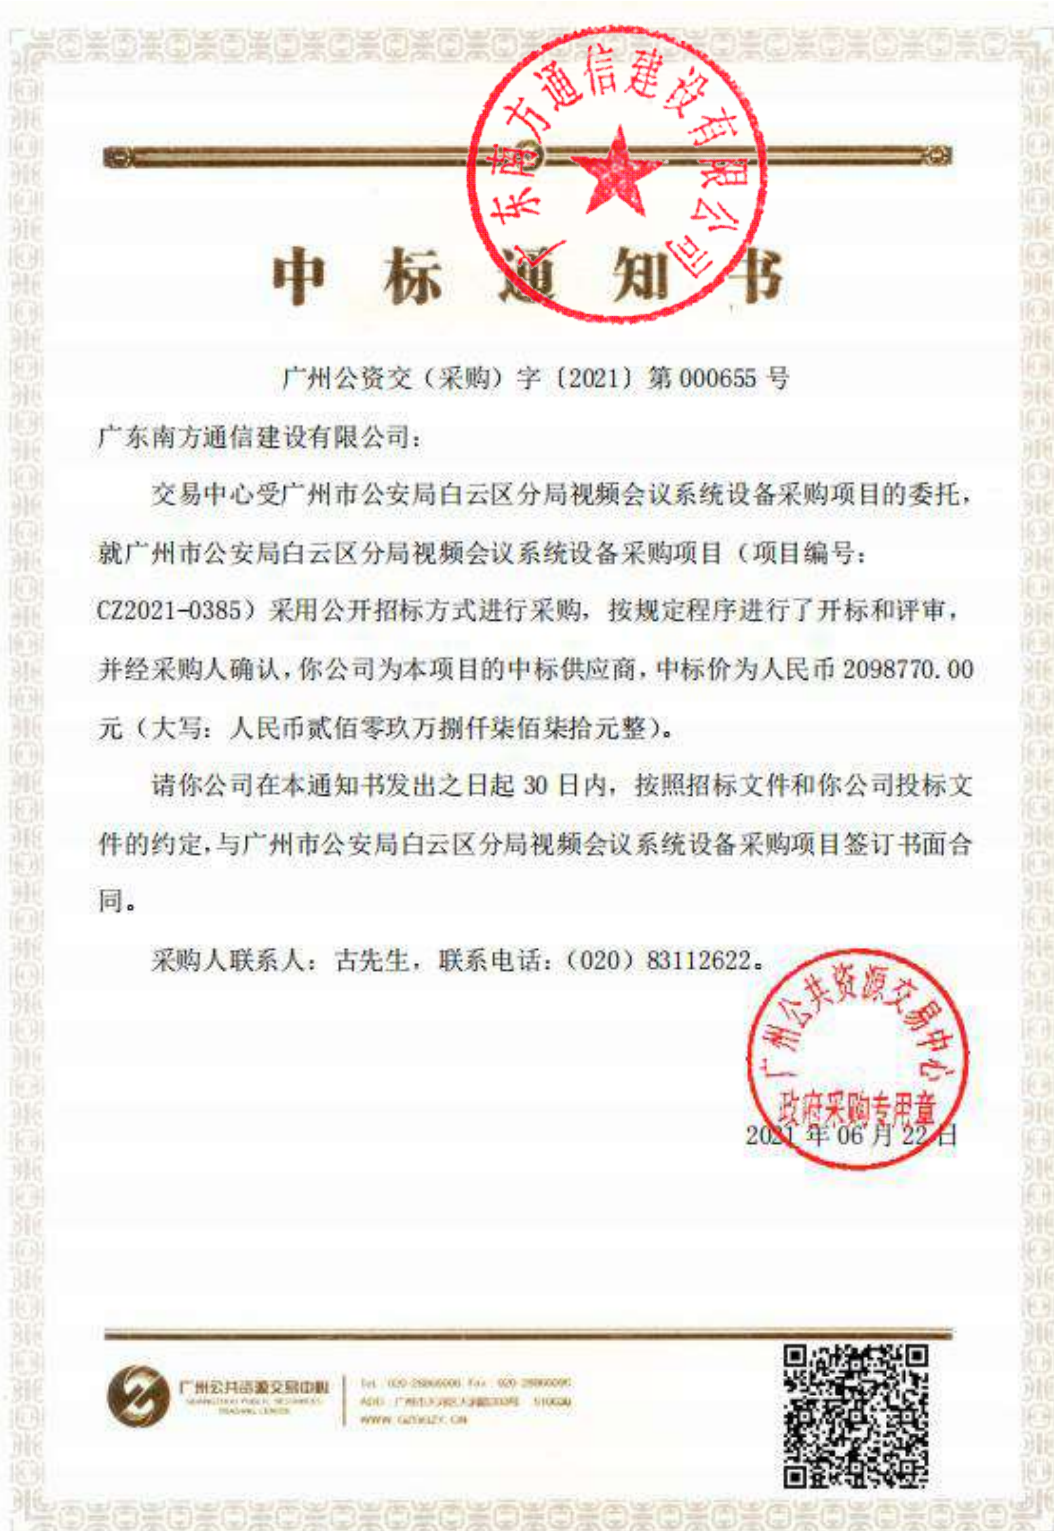 广东南方通信建设有限公司
中标通知书
广州公资交（采购）字〔2021〕第 000655 号
广东南方通信建设有限公司：
交易中心受广州市公安局白云区分局视频会议系统设备采购项目的委托，
就广州市公安局白云区分局视频会议系统设备采购项目（项目编号：
CZ2021-0385）采用公开招标方式进行采购，按规定程序进行了开标和评审，
并经采购人确认，你公司为本项目的中标供应商，中标价为人民币 2098770.00
元（大写：人民币贰佰零玖万捌仟柒佰柒拾元整）。
请你公司在本通知书发出之日起 30 日内，按照招标文件和你公司投标文
件的约定，与广州市公安局白云区分局视频会议系统设备采购项目签订书面合
同。
采购人联系人：古先生，联系电话：（020）83112622。
广州公共资源交易中心
政府采购专用章
2021 年 06 月 22 日
广州公共资源交易中心
GUANGZHOU PUBLIC RESOURCES
TRADING CENTER